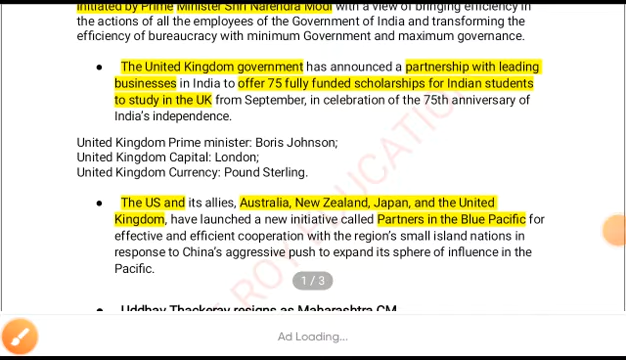 initiated by Prime Minister Shri Narendra Modi with a view of bringing efficiency in
the actions of all the employees of the Government of India and transforming the
efficiency of bureaucracy with minimum Government and maximum governance.
● The United Kingdom government has announced a partnership with leading
businesses in India to offer 75 fully funded scholarships for Indian students
to study in the UK from September, in celebration of the 75th anniversary of
India's independence.
United Kingdom Prime minister: Boris Johnson;
United Kingdom Capital: London;
United Kingdom Currency: Pound Sterling.
● The US and its allies, Australia, New Zealand, Japan, and the United
Kingdom, have launched a new initiative called Partners in the Blue Pacific for
effective and efficient cooperation with the region's small island nations in
response to China's aggressive push to expand its sphere of influence in the
Pacific.
1 / 3
ROY EDUCATIO
● Uddhav Thackeray resigns as Maharashtra CM
Ad Loading...